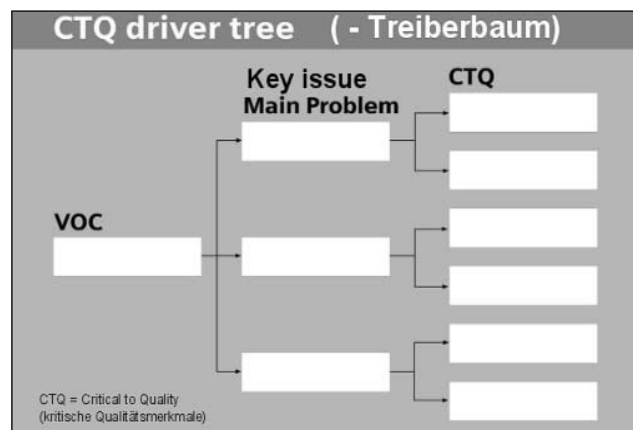 CTQ driver tree ( - Treiberbaum)
Key issue
Main Problem
CTQ
VOC
CTQ = Critical to Quality
(kritische Qualitätsmerkmale)